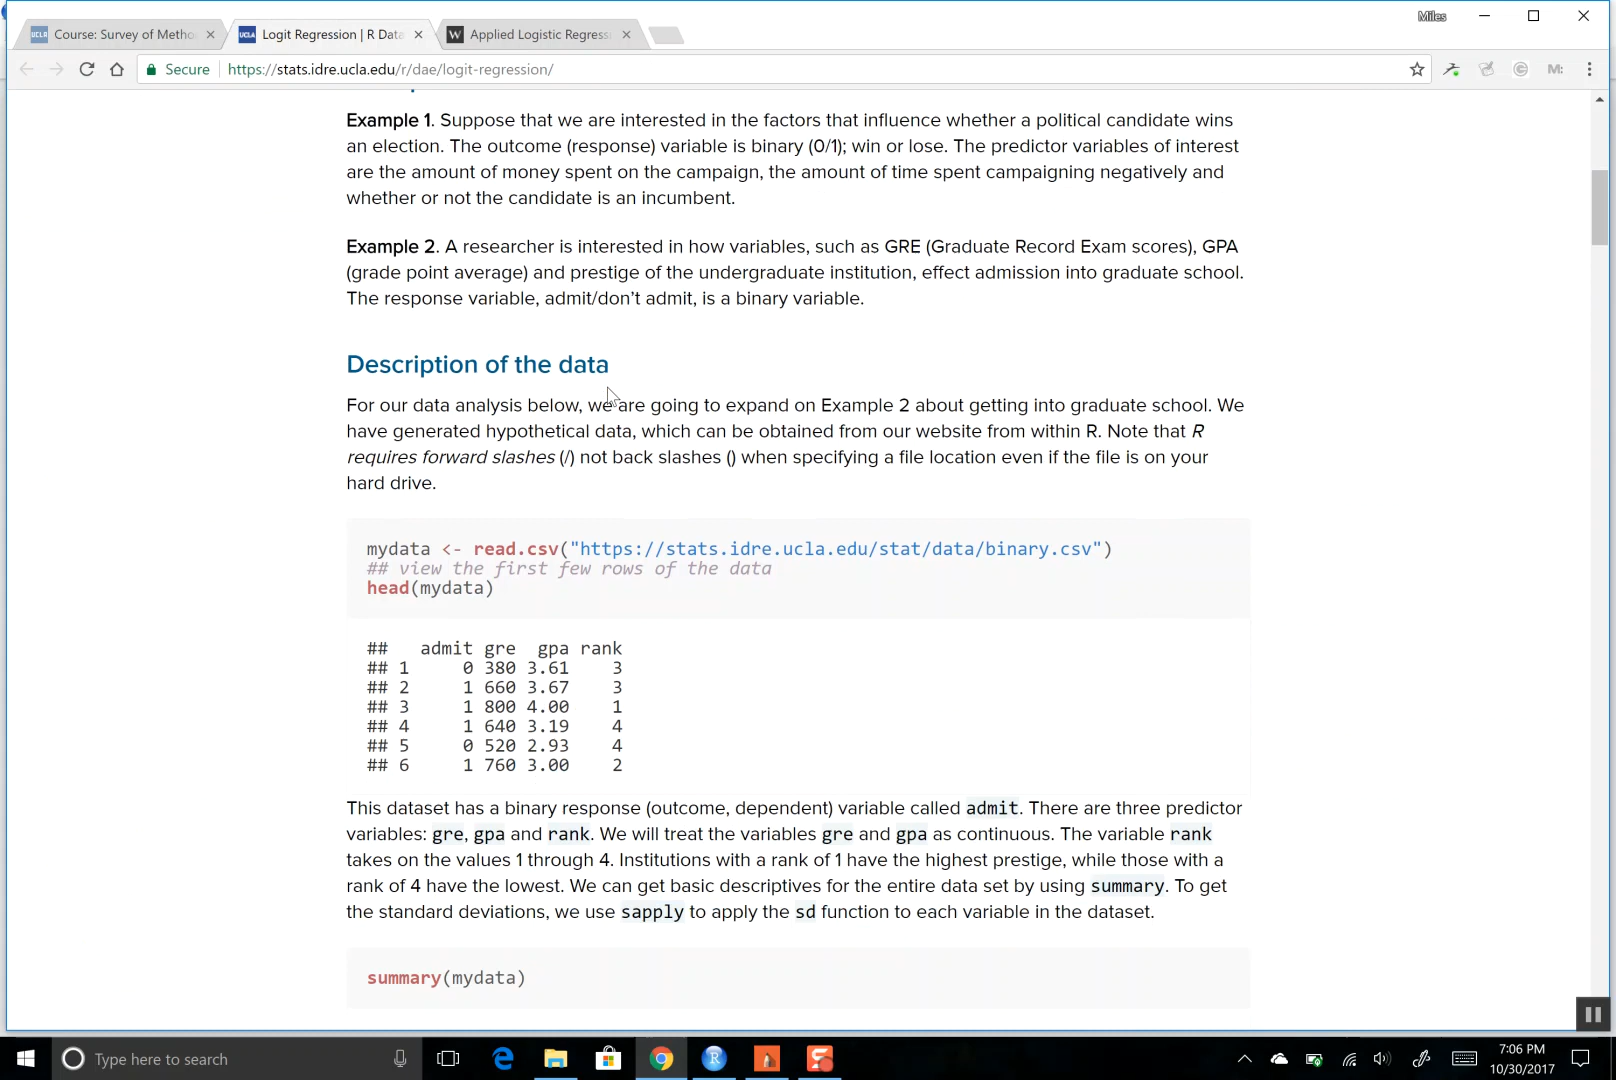 Miles
UCLA Course: Survey of Metho
UCLA Logit Regression | R Data
W Applied Logistic Regress
Secure https://stats.idre.ucla.edu/r/dae/logit-regression/
M:
Example 1. Suppose that we are interested in the factors that influence whether a political candidate wins
an election. The outcome (response) variable is binary (0/1); win or lose. The predictor variables of interest
are the amount of money spent on the campaign, the amount of time spent campaigning negatively and
whether or not the candidate is an incumbent.
Example 2. A researcher is interested in how variables, such as GRE (Graduate Record Exam scores), GPA
(grade point average) and prestige of the undergraduate institution, effect admission into graduate school.
The response variable, admit/don’t admit, is a binary variable.
Description of the data
For our data analysis below, we are going to expand on Example 2 about getting into graduate school. We
have generated hypothetical data, which can be obtained from our website from within R. Note that R
requires forward slashes (/) not back slashes () when specifying a file location even if the file is on your
hard drive.
mydata <- read.csv("https://stats.idre.ucla.edu/stat/data/binary.csv")
## view the first few rows of the data
head(mydata)
## admit gre gpa rank
## 1 0 380 3.61 3
## 2 1 660 3.67 3
## 3 1 800 4.00 1
## 4 1 640 3.19 4
## 5 0 520 2.93 4
## 6 1 760 3.00 2
This dataset has a binary response (outcome, dependent) variable called admit. There are three predictor
variables: gre, gpa and rank. We will treat the variables gre and gpa as continuous. The variable rank
takes on the values 1 through 4. Institutions with a rank of 1 have the highest prestige, while those with a
rank of 4 have the lowest. We can get basic descriptives for the entire data set by using summary. To get
the standard deviations, we use sapply to apply the sd function to each variable in the dataset.
summary(mydata)
Type here to search
R
7:06 PM
10/30/2017